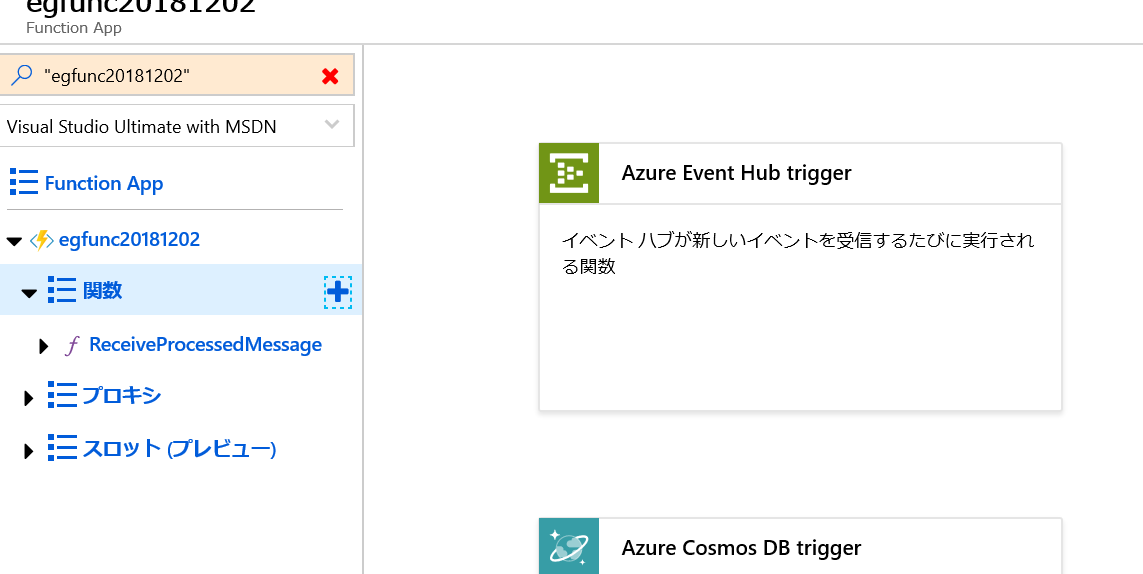 egfunc20181202
Function App
"egfunc20181202"
Visual Studio Ultimate with MSDN
Function App
egfunc20181202
関数
ReceiveProcessedMessage
プロキシ
スロット (プレビュー)
Azure Event Hub trigger
イベント ハブが新しいイベントを受信するたびに実行され
る関数
Azure Cosmos DB trigger